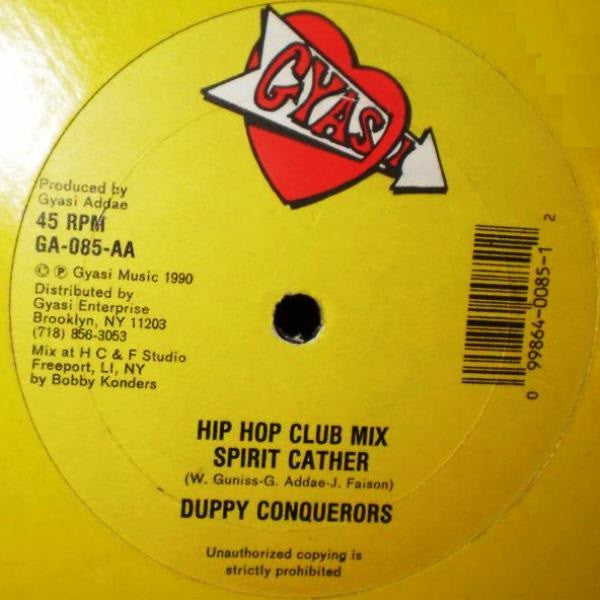 GYASI
Produced by
Gyasi Addae
45 RPM
GA-085-AA
© ℗ Gyasi Music 1990
Distributed by
Gyasi Enterprise
Brooklyn, NY 11203
(718) 856-3053
Mix at H C & F Studio
Freeport, LI, NY
by Bobby Konders
0 99864-0085-1 2
HIP HOP CLUB MIX
SPIRIT CATHER
(W. Guniss-G. Addae-J. Faison)
DUPPY CONQUERORS
Unauthorized copying is
strictly prohibited